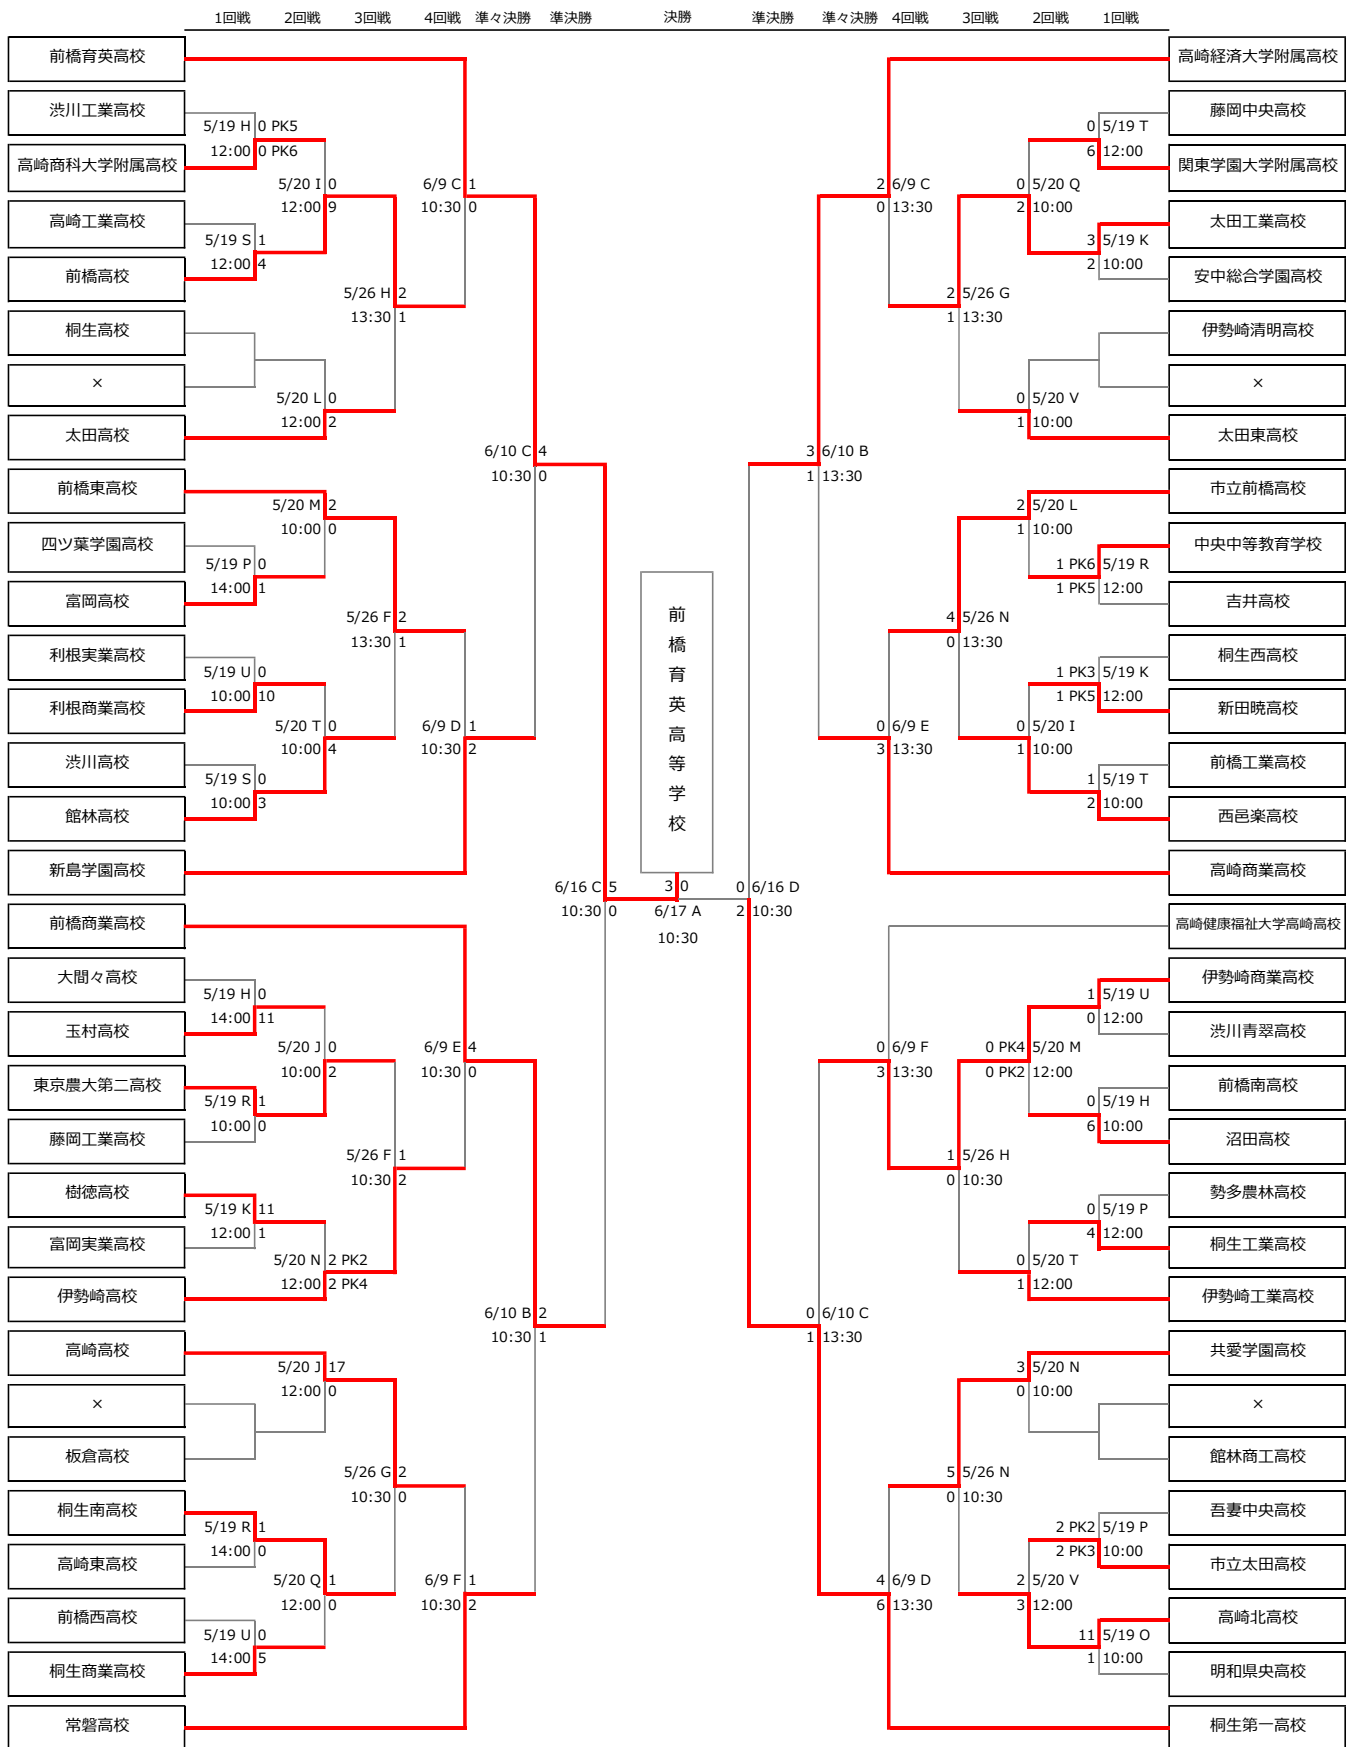 1回戦 2回戦 3回戦 4回戦 準々決勝 準決勝 決勝 準決勝 準々決勝 4回戦 3回戦 2回戦 1回戦
前橋育英高校
渋川工業高校
5/19 H 0 PK5
12:00 0 PK6
高崎商科大学附属高校
5/20 I 0
12:00 9
高崎工業高校
5/19 S 1
12:00 4
前橋高校
6/9 C 1
10:30 0
5/26 H 2
13:30 1
桐生高校
×
5/20 L 0
12:00 2
太田高校
6/10 C 4
10:30 0
前橋東高校
5/20 M 2
10:00 0
四ツ葉学園高校
5/19 P 0
14:00 1
富岡高校
5/26 F 2
13:30 1
利根実業高校
5/19 U 0
10:00 10
利根商業高校
5/20 T 0
10:00 4
6/9 D 1
10:30 2
渋川高校
5/19 S 0
10:00 3
館林高校
新島学園高校
6/16 C 5
10:30 0
前橋商業高校
大間々高校
5/19 H 0
14:00 11
玉村高校
5/20 J 0
10:00 2
6/9 E 4
10:30 0
東京農大第二高校
5/19 R 1
10:00 0
藤岡工業高校
5/26 F 1
10:30 2
樹徳高校
5/19 K 11
12:00 1
富岡実業高校
5/20 N 2 PK2
12:00 2 PK4
伊勢崎高校
6/10 B 2
10:30 1
高崎高校
5/20 J 17
12:00 0
×
板倉高校
5/26 G 2
10:30 0
桐生南高校
5/19 R 1
14:00 0
高崎東高校
5/20 Q 1
12:00 0
6/9 F 1
10:30 2
前橋西高校
5/19 U 0
14:00 5
桐生商業高校
常磐高校
前橋育英高等学校
3 0
6/17 A
10:30
高崎経済大学附属高校
藤岡中央高校
0 5/19 T
6 12:00
関東学園大学附属高校
2 6/9 C
0 13:30
0 5/20 Q
2 10:00
太田工業高校
3 5/19 K
2 10:00
安中総合学園高校
2 5/26 G
1 13:30
伊勢崎清明高校
×
0 5/20 V
1 10:00
太田東高校
3 6/10 B
1 13:30
市立前橋高校
2 5/20 L
1 10:00
中央中等教育学校
1 PK6 5/19 R
1 PK5 12:00
吉井高校
4 5/26 N
0 13:30
桐生西高校
1 PK3 5/19 K
1 PK5 12:00
新田暁高校
0 6/9 E
3 13:30
0 5/20 I
1 10:00
前橋工業高校
1 5/19 T
2 10:00
西邑楽高校
高崎商業高校
0 6/16 D
2 10:30
高崎健康福祉大学高崎高校
伊勢崎商業高校
1 5/19 U
0 12:00
渋川青翠高校
0 6/9 F
3 13:30
0 PK4 5/20 M
0 PK2 12:00
前橋南高校
0 5/19 H
6 10:00
沼田高校
1 5/26 H
0 10:30
勢多農林高校
0 5/19 P
4 12:00
桐生工業高校
0 5/20 T
1 12:00
伊勢崎工業高校
0 6/10 C
1 13:30
共愛学園高校
3 5/20 N
0 10:00
×
館林商工高校
5 5/26 N
0 10:30
吾妻中央高校
2 PK2 5/19 P
2 PK3 10:00
市立太田高校
4 6/9 D
6 13:30
2 5/20 V
3 12:00
高崎北高校
11 5/19 O
1 10:00
明和県央高校
桐生第一高校